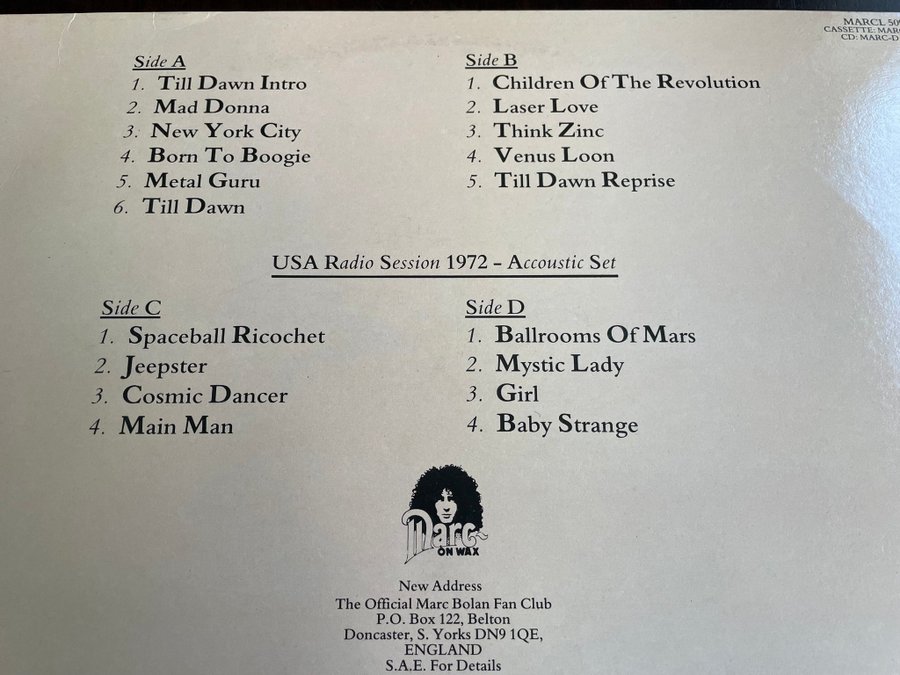 MARCL 50
CASSETTE: MAR
CD: MARC-D
Side A
1. Till Dawn Intro
2. Mad Donna
3. New York City
4. Born To Boogie
5. Metal Guru
6. Till Dawn
Side B
1. Children Of The Revolution
2. Laser Love
3. Think Zinc
4. Venus Loon
5. Till Dawn Reprise
USA Radio Session 1972 - Accoustic Set
Side C
1. Spaceball Ricochet
2. Jeepster
3. Cosmic Dancer
4. Main Man
Side D
1. Ballrooms Of Mars
2. Mystic Lady
3. Girl
4. Baby Strange
Marc
ON WAX
New Address
The Official Marc Bolan Fan Club
P.O. Box 122, Belton
Doncaster, S. Yorks DN9 1QE,
ENGLAND
S.A.E. For Details